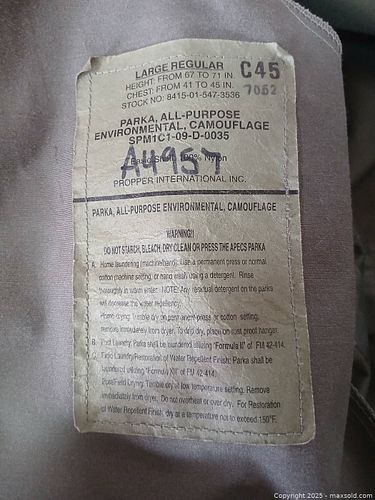 LARGE REGULAR
C45
HEIGHT: FROM 67 TO 71 IN.
7052
CHEST: FROM 41 TO 45 IN.
STOCK NO: 8415-01-547-3536
PARKA, ALL-PURPOSE
ENVIRONMENTAL, CAMOUFLAGE
SPM1C1-09-D-0035
100% Nylon
A4957
PROPPER INTERNATIONAL INC.
PARKA, ALL-PURPOSE ENVIRONMENTAL, CAMOUFLAGE
WARNING!!
DO NOT STARCH, BLEACH, DRY CLEAN OR PRESS THE APECS PARKA
A. Home laundering (machine/hand): Use a permanent press or normal
cotton machine setting, or hand wash using a detergent. Rinse
thoroughly in warm water. NOTE: Any residual detergent on the parka
will decrease the water repellency.
Home drying: Tumble dry on permanent press or cotton setting,
remove immediately from dryer. To drip dry, place on rust proof hanger.
B. Field Laundry: Parka shall be laundered utilizing "Formula II" of FM 42-414.
C. Field Laundry/Restoration of Water Repellent Finish: Parka shall be
laundered utilizing "Formula XII" of FM 42-414.
Plant/Field Drying: Tumble dry at low temperature setting. Remove
immediately from dryer. Do not overheat or over dry. For Restoration
of Water Repellent Finish, dry at a temperature not to exceed 150°F.
Copyright 2025 - maxsold.com